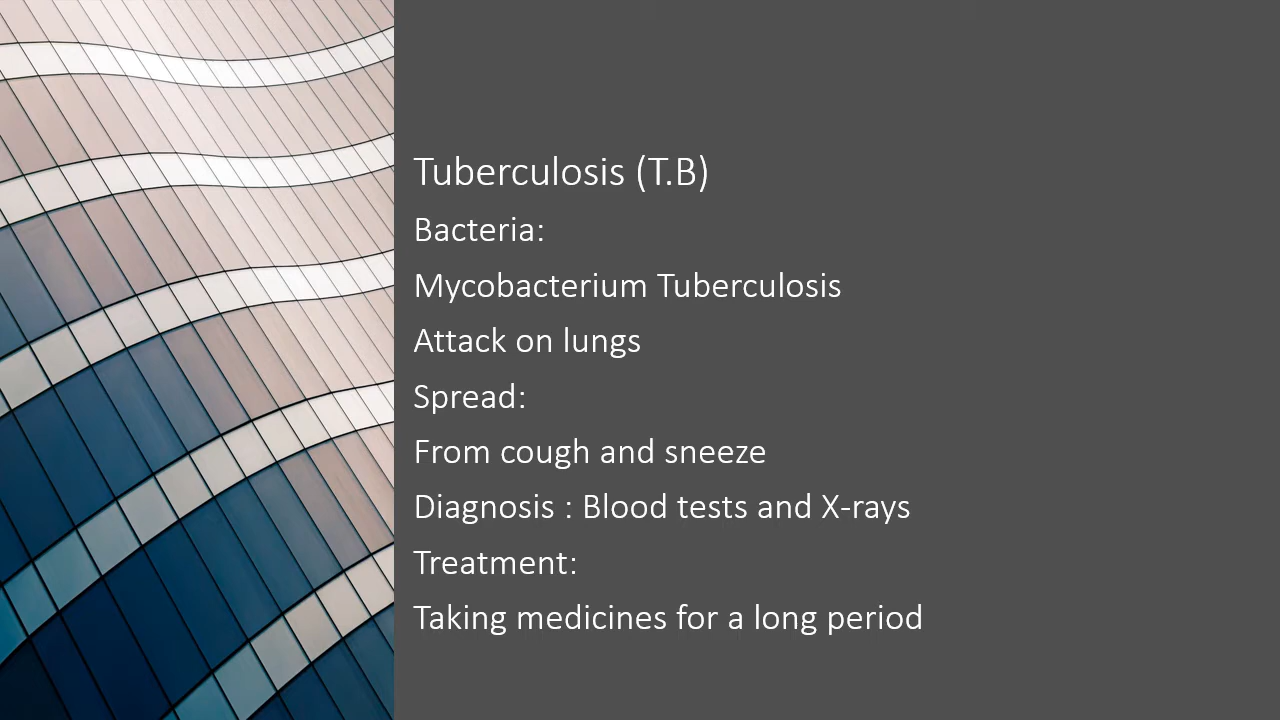 Tuberculosis (T.B)
Bacteria:
Mycobacterium Tuberculosis
Attack on lungs
Spread:
From cough and sneeze
Diagnosis : Blood tests and X-rays
Treatment:
Taking medicines for a long period